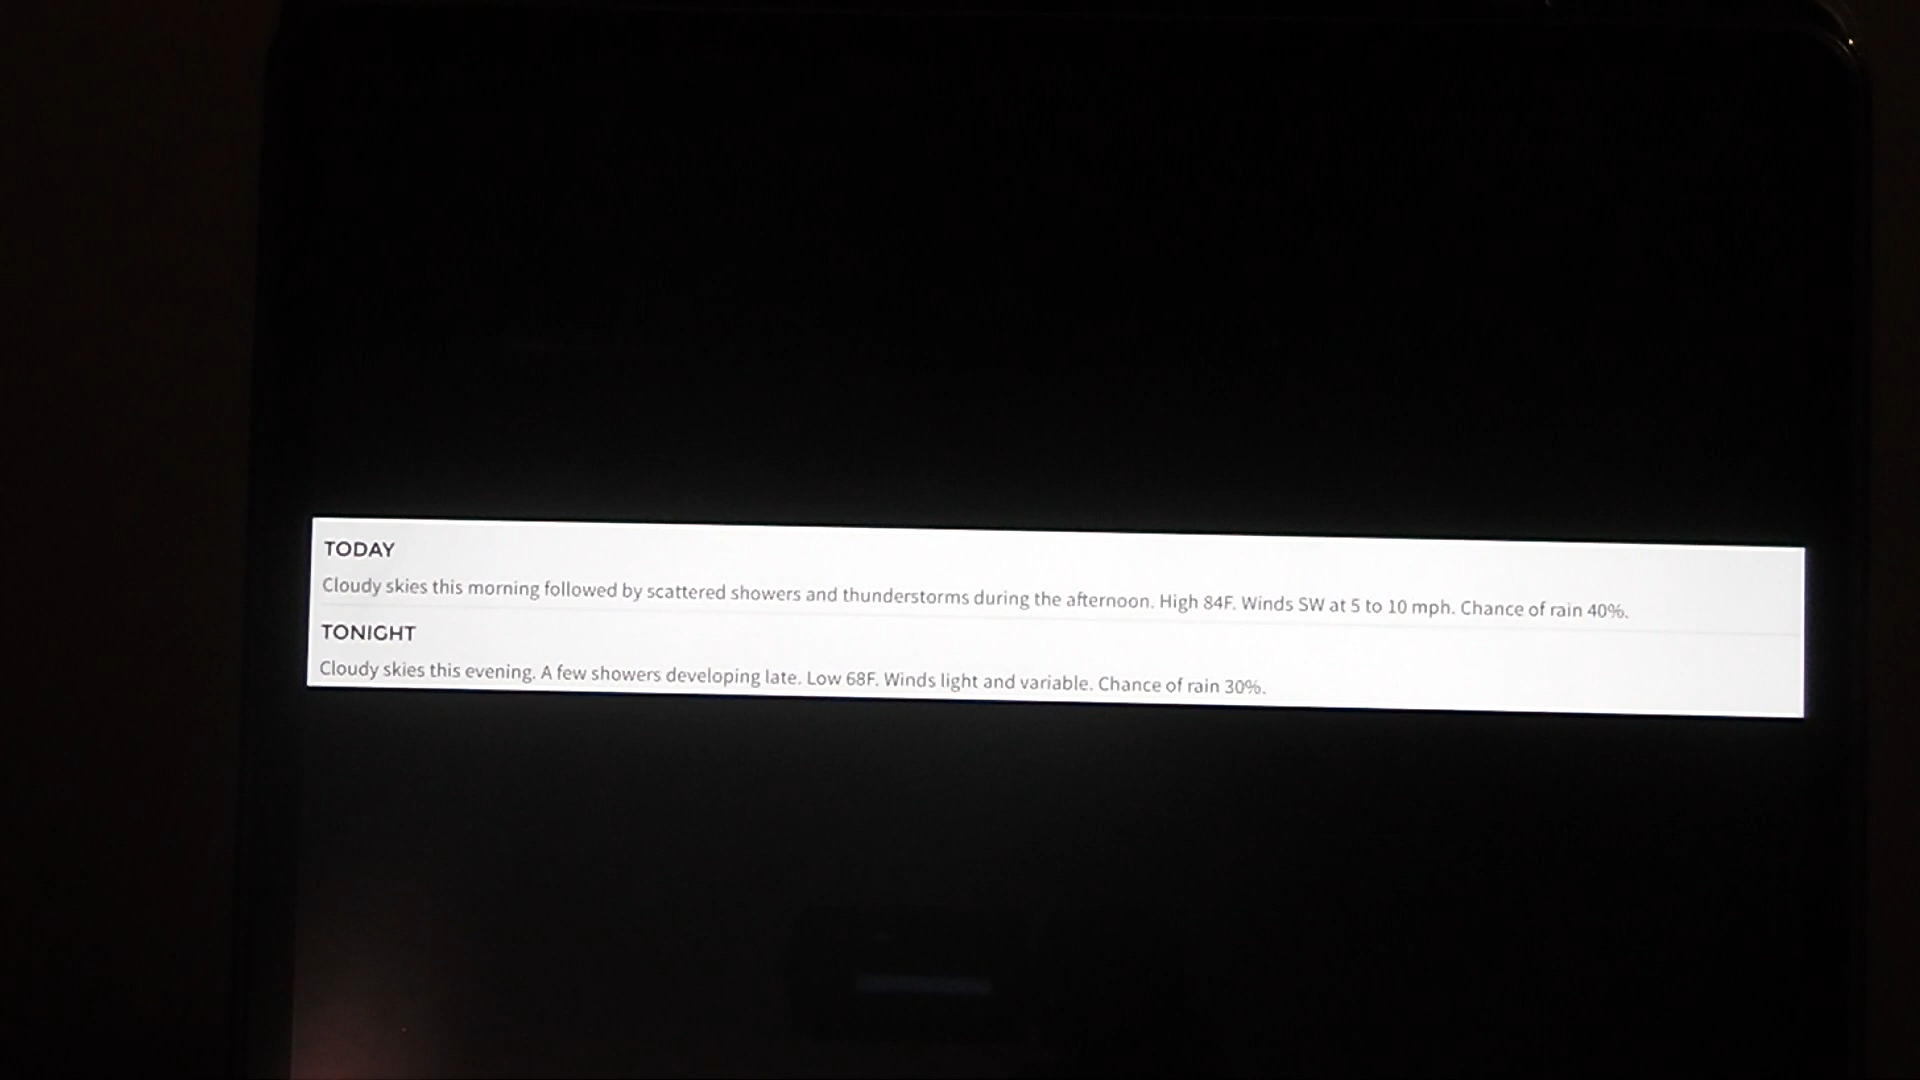 TODAY
Cloudy skies this morning followed by scattered showers and thunderstorms during the afternoon. High 84F. Winds SW at 5 to 10 mph. Chance of rain 40%.
TONIGHT
Cloudy skies this evening. A few showers developing late. Low 68F. Winds light and variable. Chance of rain 30%.